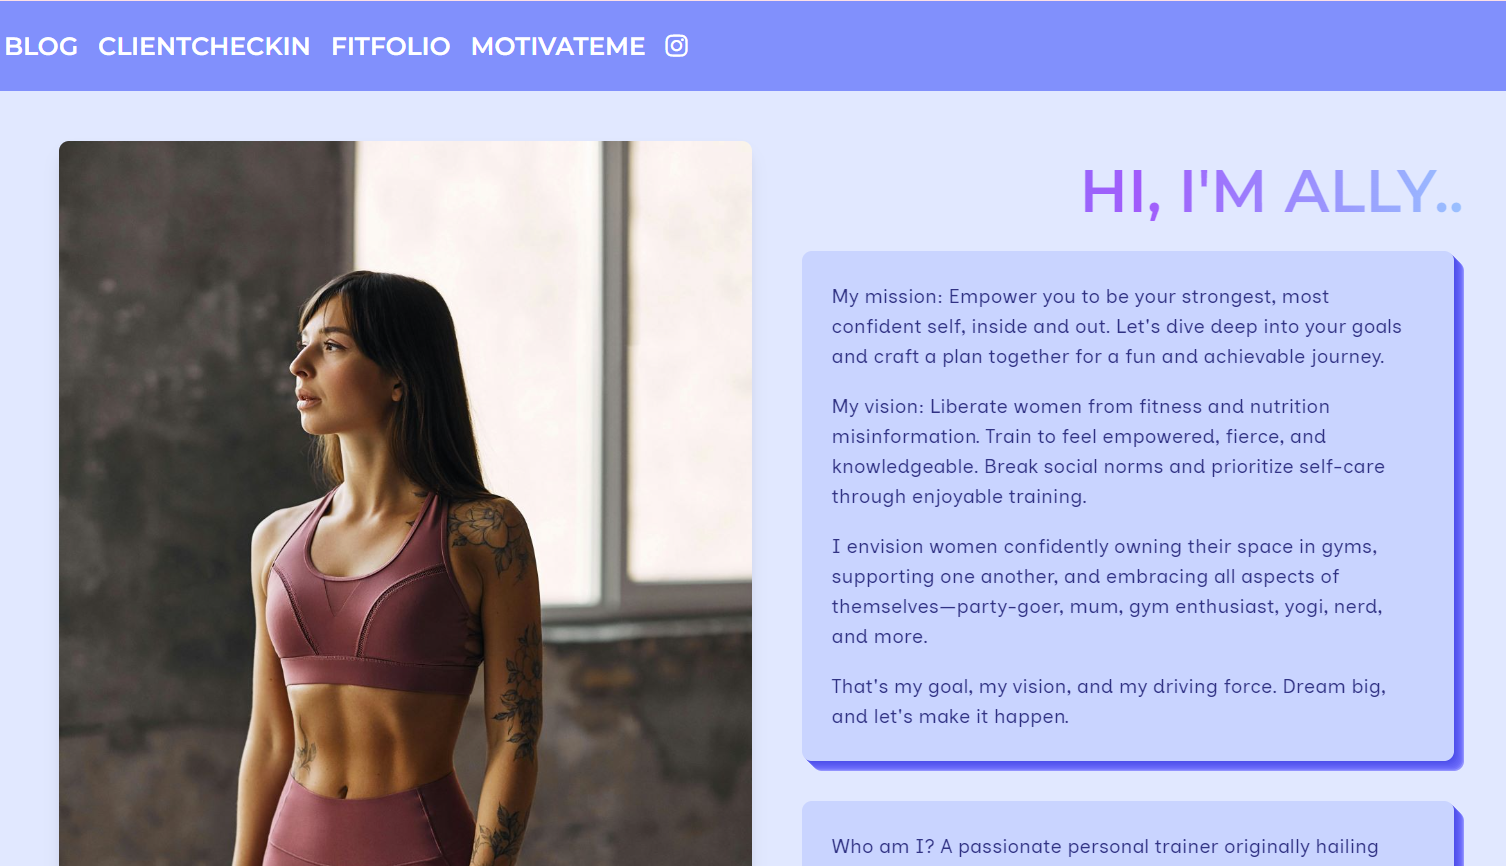 BLOG CLIENTCHECKIN FITFOLIO MOTIVATEME
HI, I'M ALLY..
My mission: Empower you to be your strongest, most
confident self, inside and out. Let's dive deep into your goals
and craft a plan together for a fun and achievable journey.
My vision: Liberate women from fitness and nutrition
misinformation. Train to feel empowered, fierce, and
knowledgeable. Break social norms and prioritize self-care
through enjoyable training.
I envision women confidently owning their space in gyms,
supporting one another, and embracing all aspects of
themselves—party-goer, mum, gym enthusiast, yogi, nerd,
and more.
That's my goal, my vision, and my driving force. Dream big,
and let's make it happen.
Who am I? A passionate personal trainer originally hailing